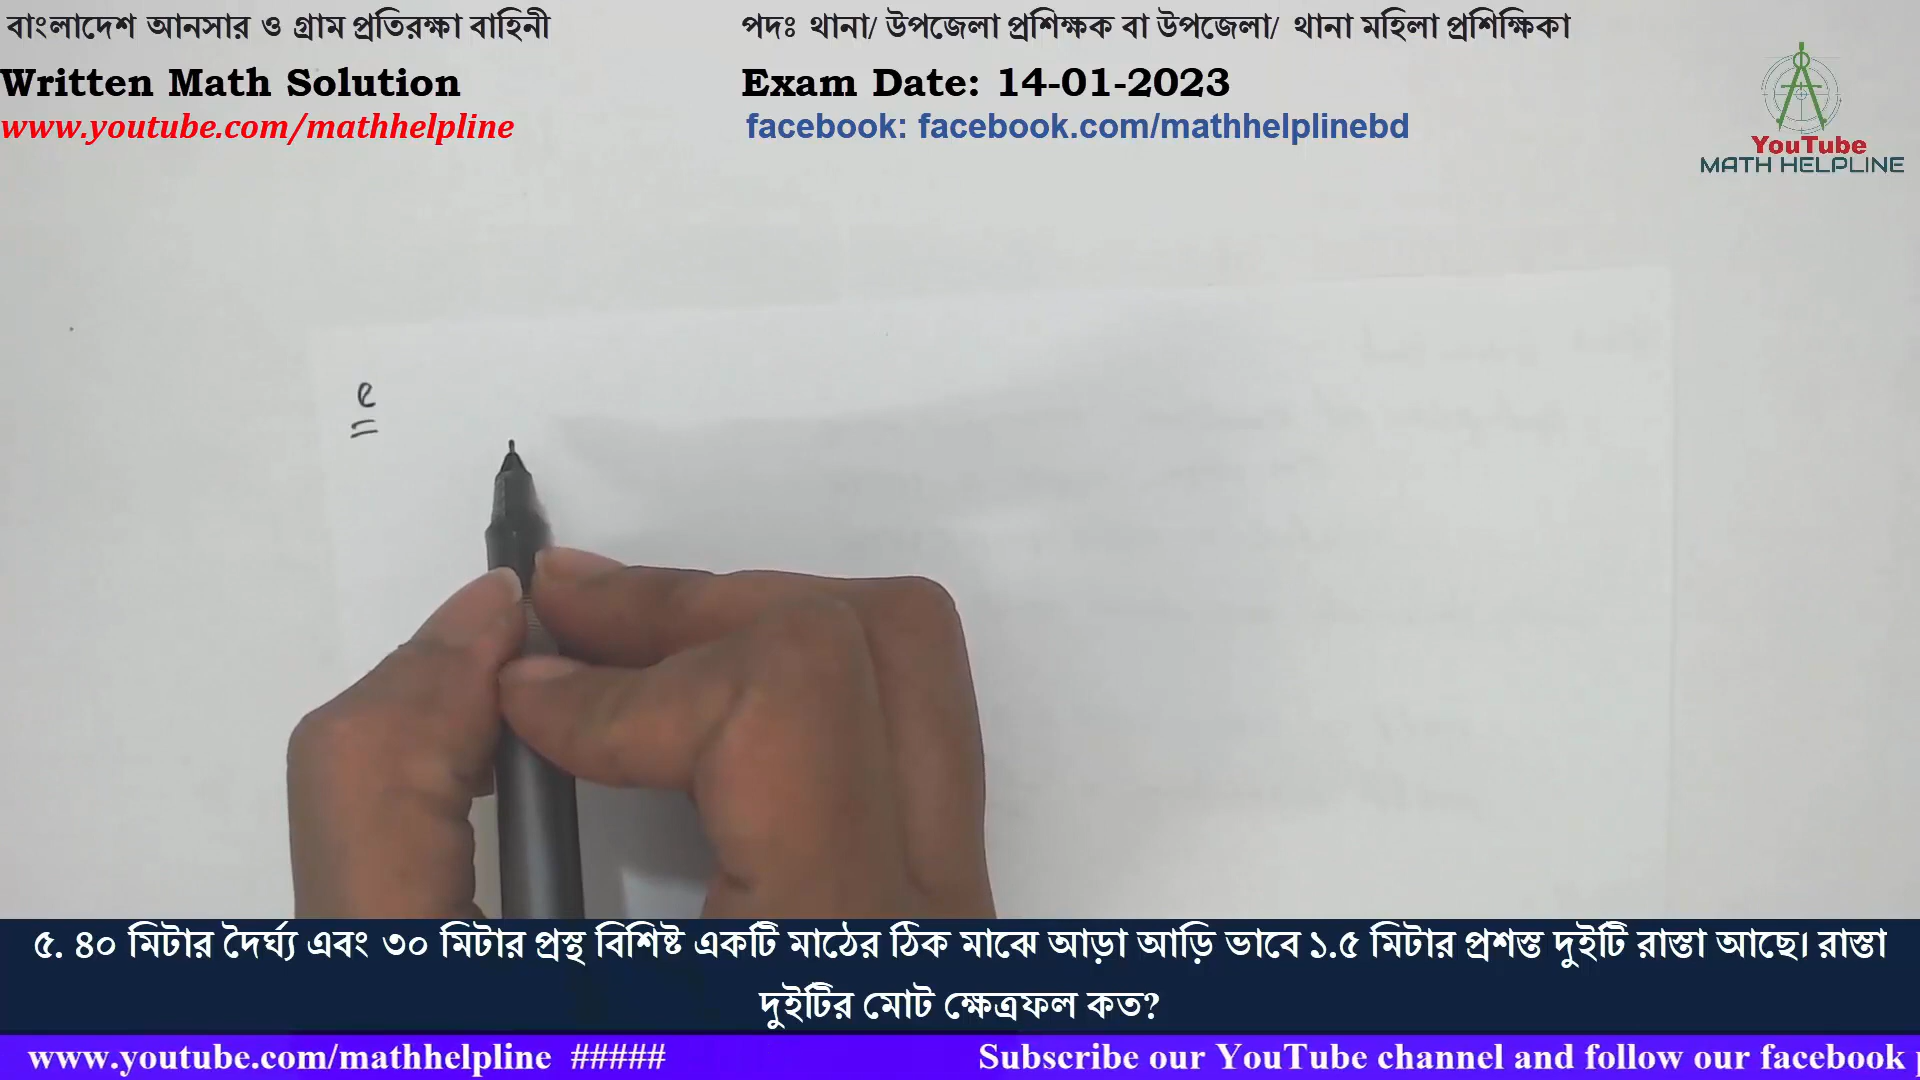 বাংলাদেশ আনসার ও গ্রাম প্রতিরক্ষা বাহিনী
পদঃ থানা/ উপজেলা প্রশিক্ষক বা উপজেলা/ থানা মহিলা প্রশিক্ষিকা
Written Math Solution
Exam Date: 14-01-2023
www.youtube.com/mathhelpline
facebook: facebook.com/mathhelplinebd
YouTube
MATH HELPLINE
৫
৫. ৪০ মিটার দৈর্ঘ্য এবং ৩০ মিটার প্রস্থ বিশিষ্ট একটি মাঠের ঠিক মাঝে আড়া আড়ি ভাবে ১.৫ মিটার প্রশস্ত দুইটি রাস্তা আছে। রাস্তা
দুইটির মোট ক্ষেত্রফল কত?
www.youtube.com/mathhelpline #####
Subscribe our YouTube channel and follow our facebook